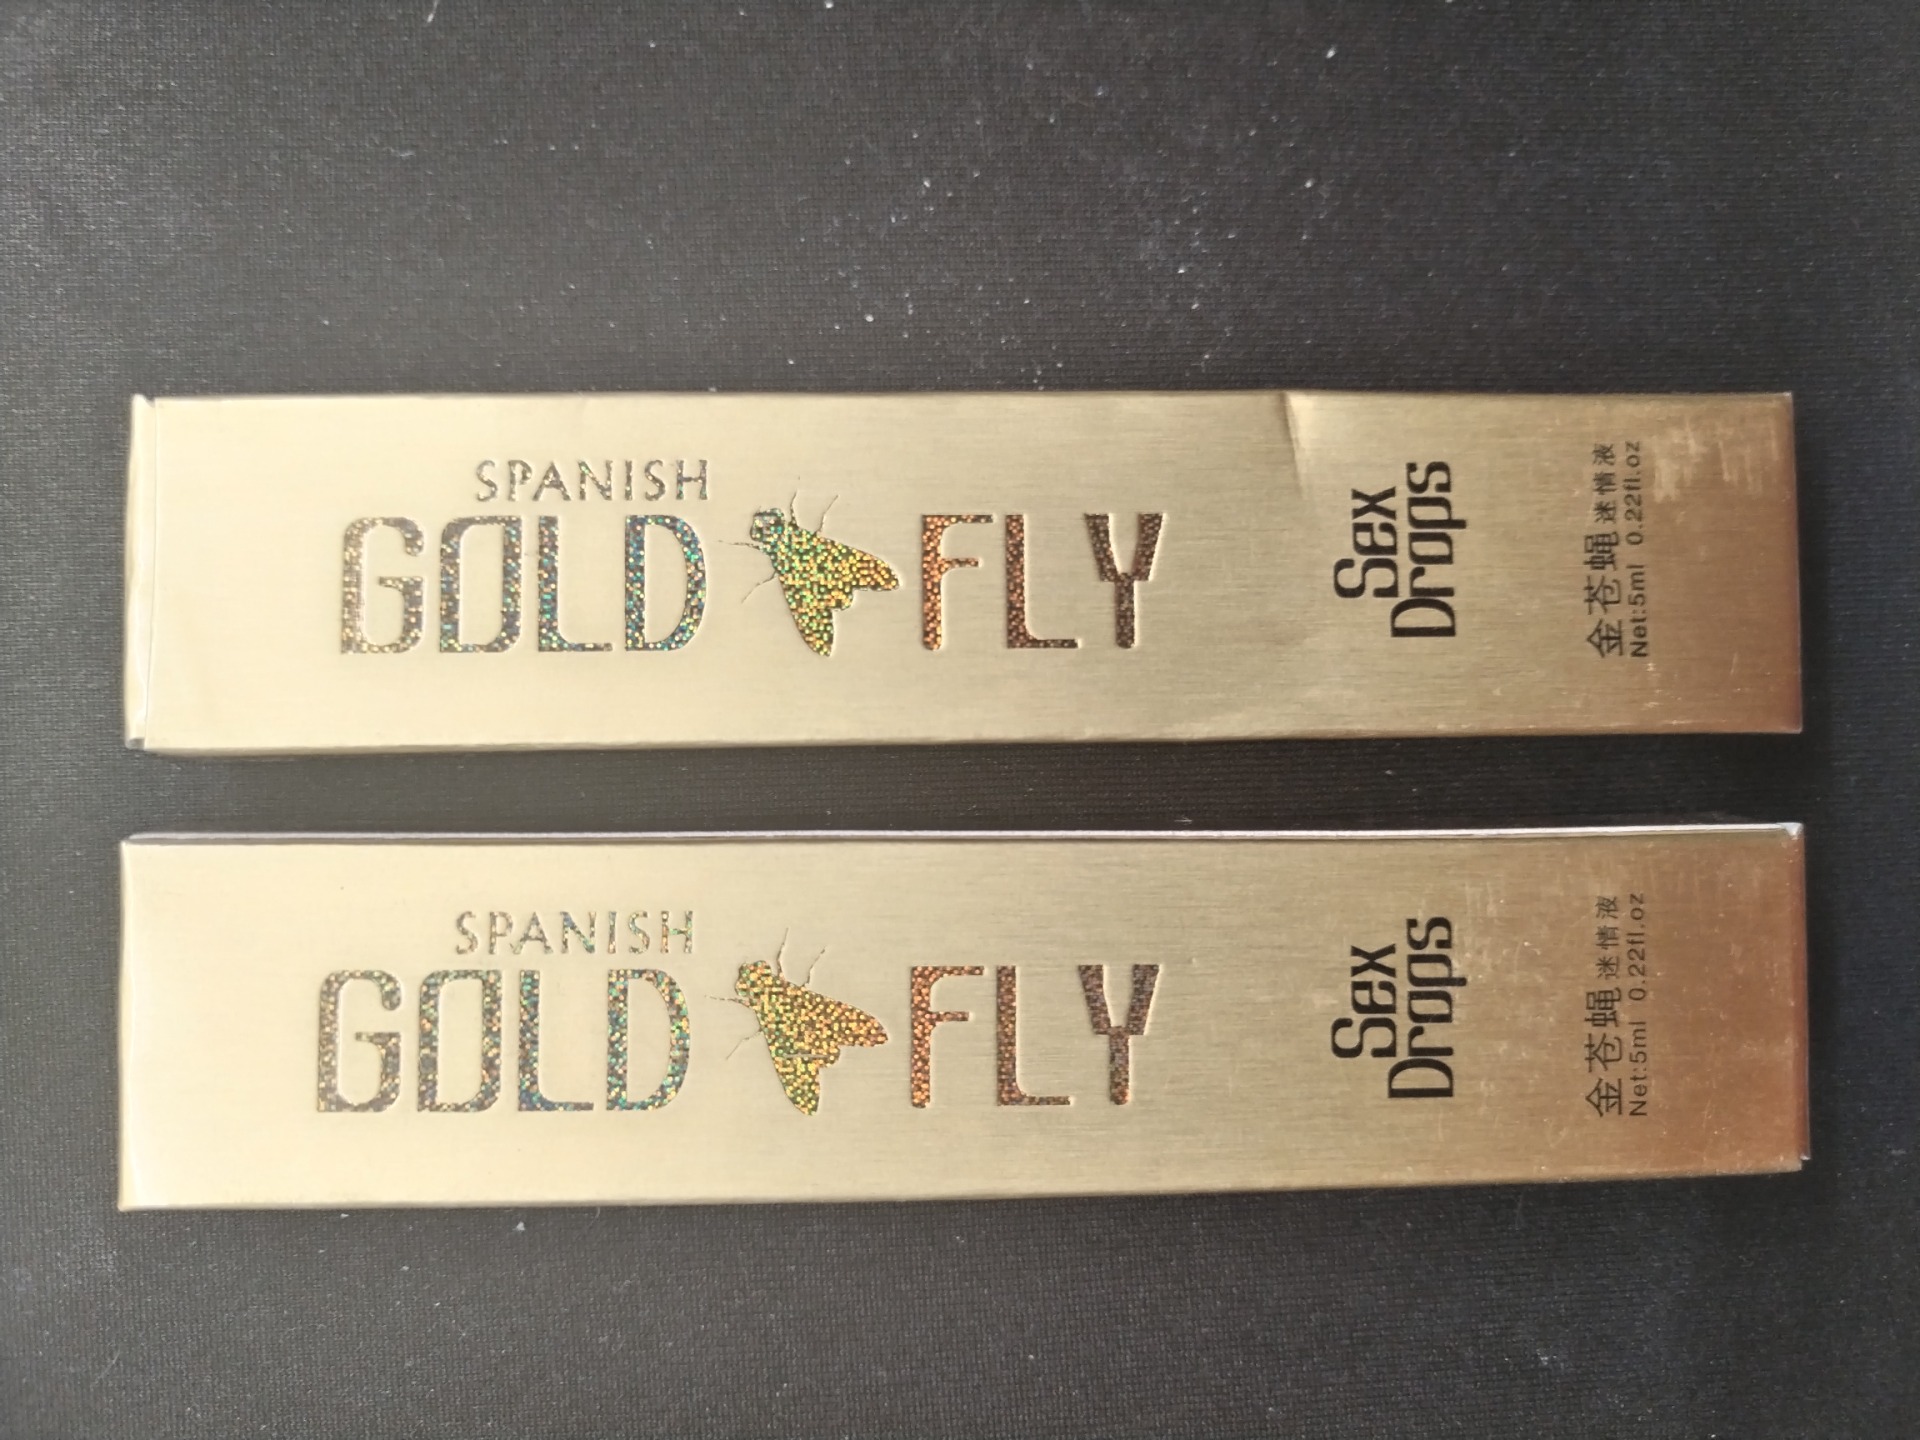 SPANISH
GOLD FLY
Sex
Drops
金苍蝇 迷情液
Net:5ml 0.22fl.oz
SPANISH
GOLD FLY
Sex
Drops
金苍蝇 迷情液
Net:5ml 0.22fl.oz